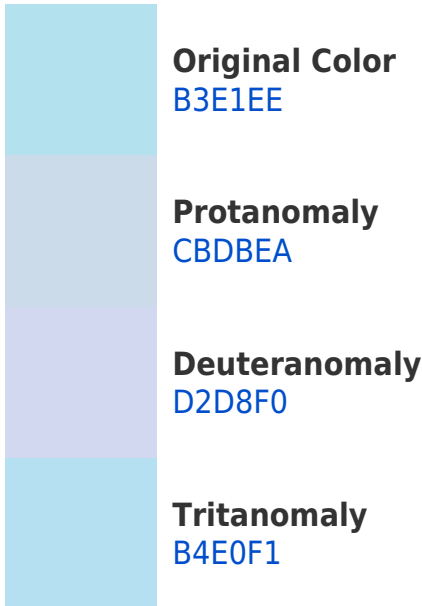 Original Color
B3E1EE
Protanomaly
CBDBEA
Deuteranomaly
D2D8F0
Tritanomaly
B4E0F1